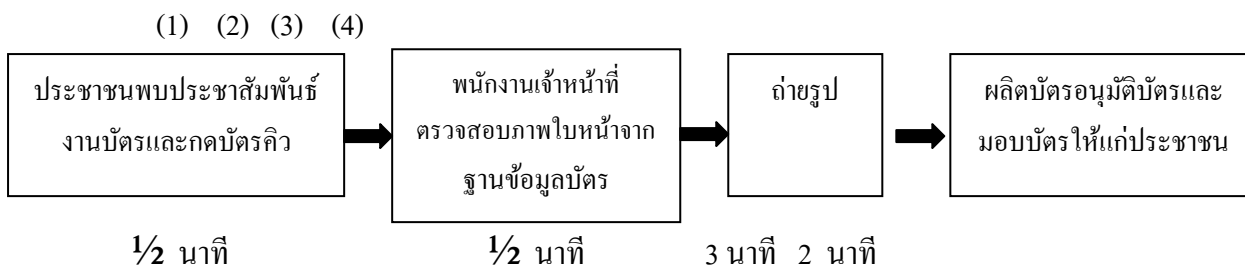 (1) (2) (3) (4)
ประชาชนพบประชาสัมพันธ์
งานบัตรและกดบัตรคิว
พนักงานเจ้าหน้าที่
ตรวจสอบภาพใบหน้าจาก
ฐานข้อมูลบัตร
ถ่ายรูป
ผลิตบัตรอนุมัติบัตรและ
มอบบัตรให้แก่ประชาชน
½ นาที ½ นาที 3 นาที 2 นาที